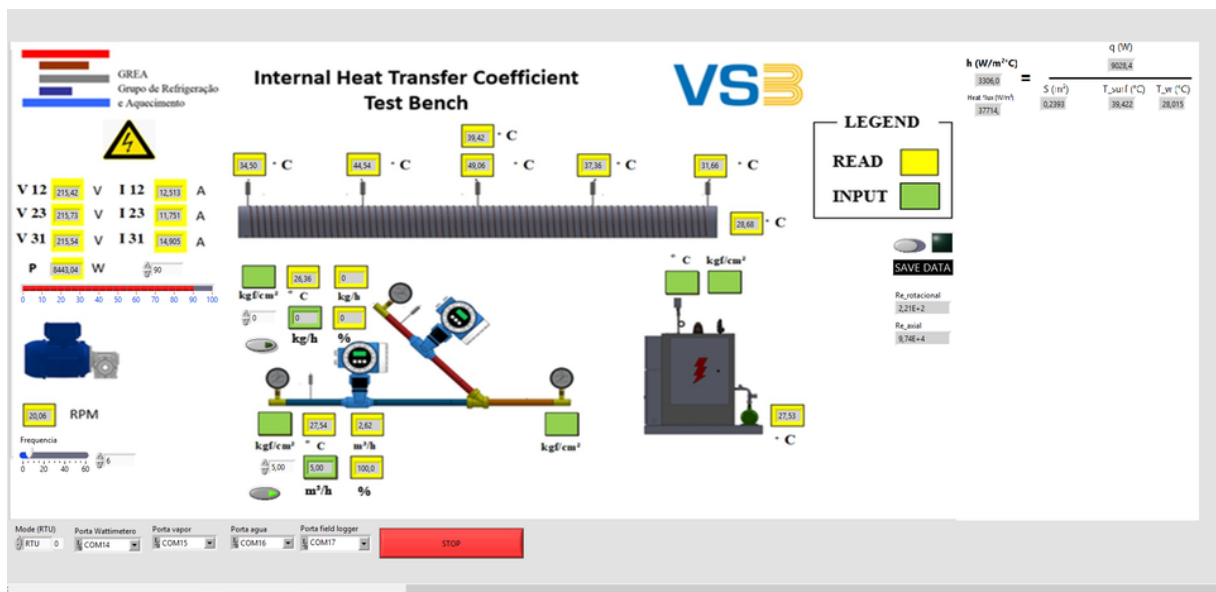 GREA
Grupo de Refrigeração
e Aquecimento
Internal Heat Transfer Coefficient
Test Bench
VSB
h (W/m²°C)
3306,0
=
q (W)
9028,4
S (m²) T_surf (°C) T_w (°C)
0,2393 39,422 28,015
Heat flux (W/m²)
37714,
LEGEND
READ
INPUT
39,42 ° C
34,50 ° C 44,54 ° C 49,06 ° C 37,36 ° C 31,66 ° C
28,68 ° C
V 12 215,42 V I 12 12,513 A
V 23 215,73 V I 23 11,751 A
V 31 215,54 V I 31 14,905 A
P 8443,04 W 90
0 10 20 30 40 50 60 70 80 90 100
SAVE DATA
Re_rotacional
2,21E+2
Re_axial
9,74E+4
26,36 0
kgf/cm² ° C kg/h
0 0 0
kg/h %
° C kgf/cm²
27,53
° C
20,06 RPM
Frequencia
0 20 40 60 6
27,54 2,62
kgf/cm² ° C m³/h kgf/cm²
5,00 5,00 100,0
m³/h %
Mode (RTU) Porta Wattimetero Porta vapor Porta agua Porta field logger
RTU 0 COM14 COM15 COM16 COM17
STOP